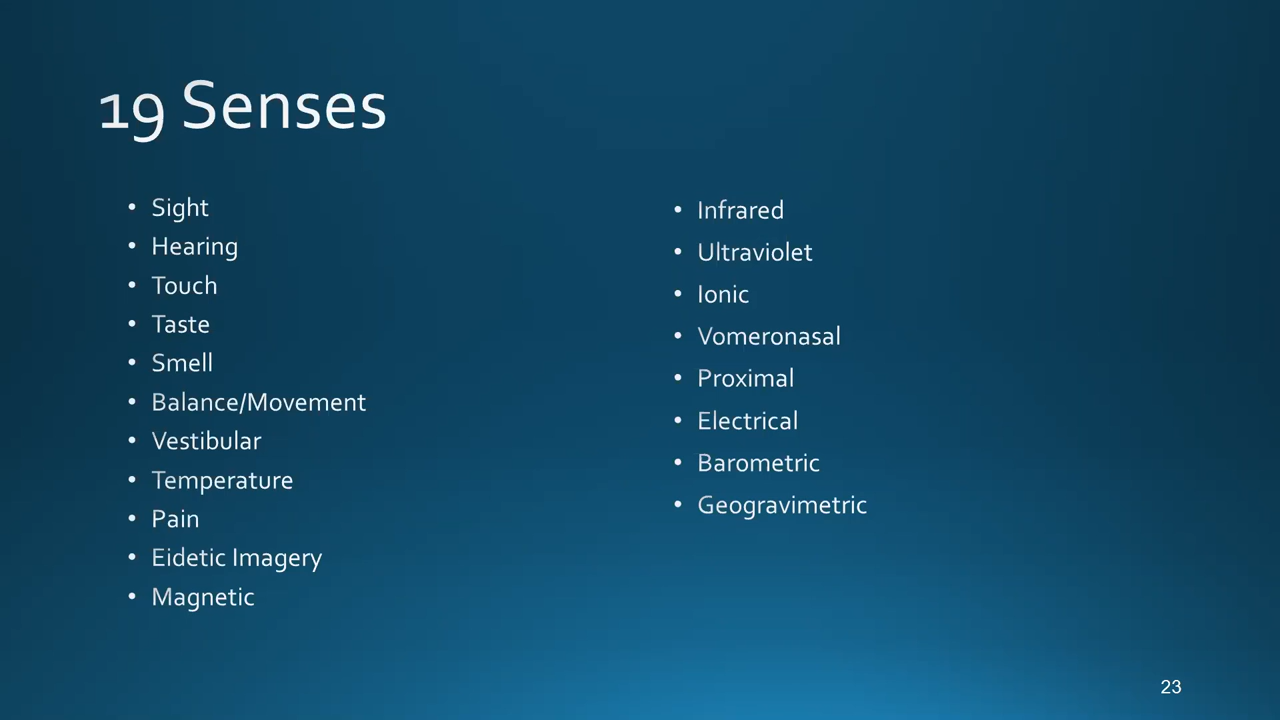 19 Senses
• Sight
• Hearing
• Touch
• Taste
• Smell
• Balance/Movement
• Vestibular
• Temperature
• Pain
• Eidetic Imagery
• Magnetic
• Infrared
• Ultraviolet
• Ionic
• Vomeronasal
• Proximal
• Electrical
• Barometric
• Geogravimetric
23